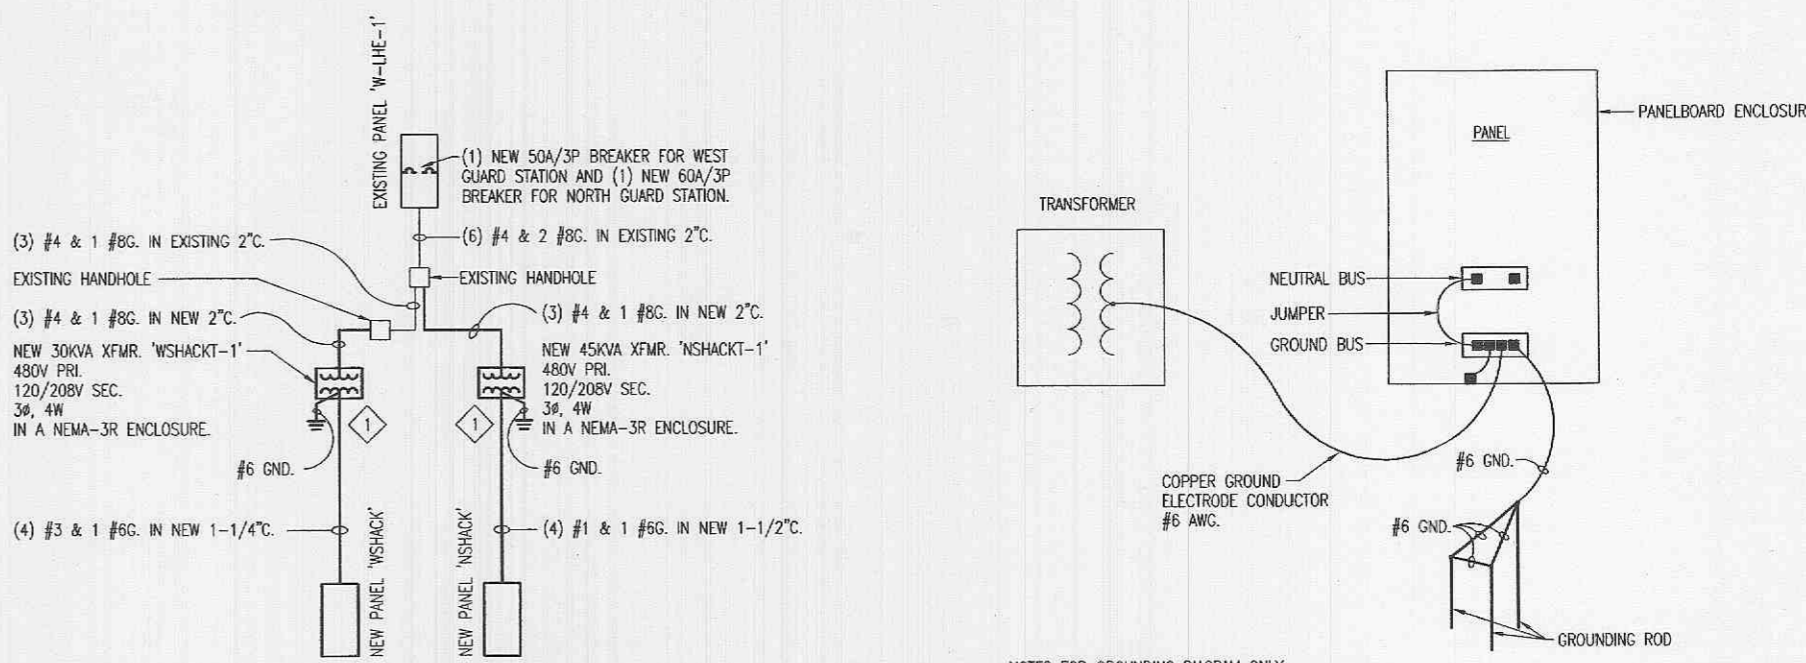 EXISTING PANEL 'W-LHE-1'
(1) NEW 50A/3P BREAKER FOR WEST
GUARD STATION AND (1) NEW 60A/3P
BREAKER FOR NORTH GUARD STATION.
(3) #4 & 1 #8G. IN EXISTING 2"C.
(6) #4 & 2 #8G. IN EXISTING 2"C.
EXISTING HANDHOLE
EXISTING HANDHOLE
(3) #4 & 1 #8G. IN NEW 2"C.
(3) #4 & 1 #8G. IN NEW 2"C.
NEW 30KVA XFMR. 'WSHACKT-1'
480V PRI.
120/208V SEC.
3ø, 4W
IN A NEMA-3R ENCLOSURE.
NEW 45KVA XFMR. 'NSHACKT-1'
480V PRI.
120/208V SEC.
3ø, 4W
IN A NEMA-3R ENCLOSURE.
1
1
#6 GND.
#6 GND.
(4) #3 & 1 #6G. IN NEW 1-1/4"C.
(4) #1 & 1 #6G. IN NEW 1-1/2"C.
NEW PANEL 'WSHACK'
NEW PANEL 'NSHACK'
PANELBOARD ENCLOSUR
PANEL
TRANSFORMER
NEUTRAL BUS
JUMPER
GROUND BUS
COPPER GROUND
ELECTRODE CONDUCTOR
#6 AWG.
#6 GND.
#6 GND.
GROUNDING ROD
NOTES FOR GROUNDING DIAGRAM ONLY